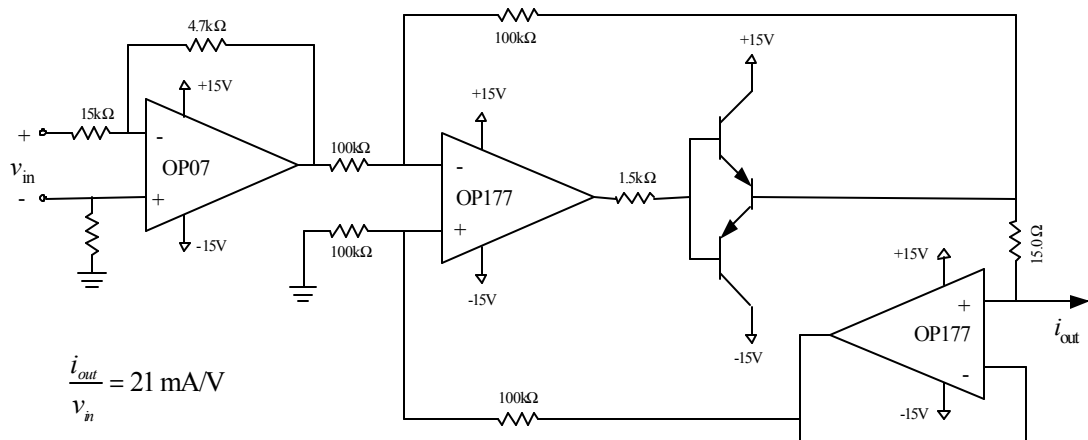 4.7kΩ
100kΩ
+15V
+15V
+15V
15kΩ
+
-
OP07
100kΩ
-
OP177
1.5kΩ
v_in
-
+
-15V
100kΩ
+
-15V
15.0Ω
+15V
+
OP177
i_out
-15V
-
-15V
i_out / v_in = 21 mA/V
100kΩ